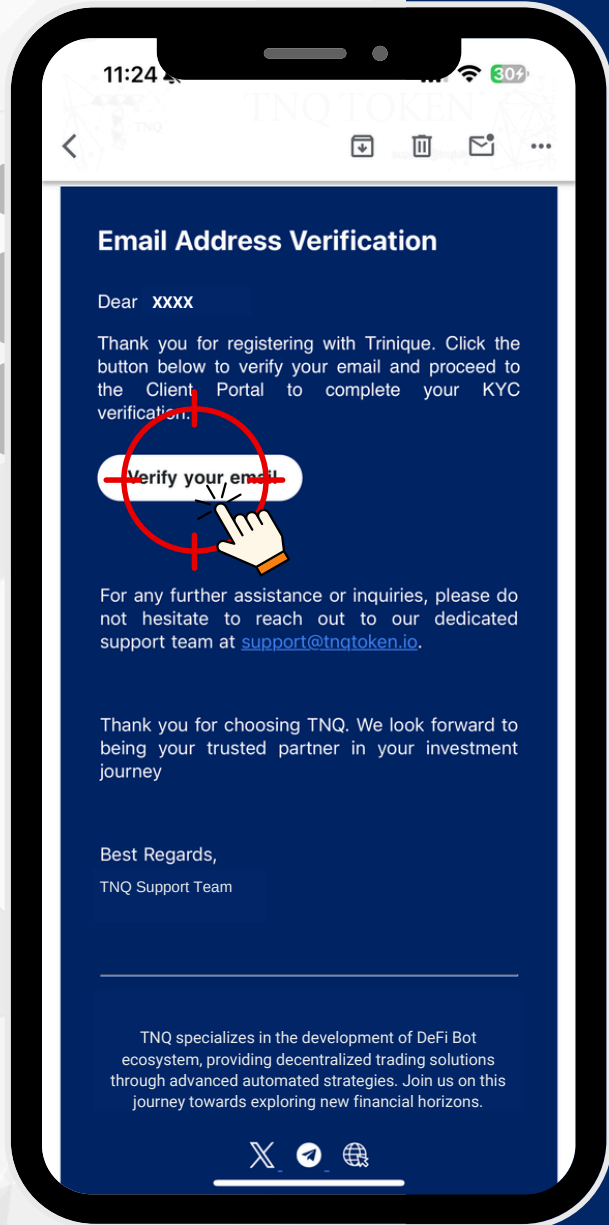 11:24
30
TNQ TOKEN
TNQ
Email Address Verification
Dear XXXX
Thank you for registering with Trinique. Click the
button below to verify your email and proceed to
the Client Portal to complete your KYC
verification.
Verify your email
For any further assistance or inquiries, please do
not hesitate to reach out to our dedicated
support team at support@tnqtoken.io.
Thank you for choosing TNQ. We look forward to
being your trusted partner in your investment
journey
Best Regards,
TNQ Support Team
TNQ specializes in the development of DeFi Bot
ecosystem, providing decentralized trading solutions
through advanced automated strategies. Join us on this
journey towards exploring new financial horizons.